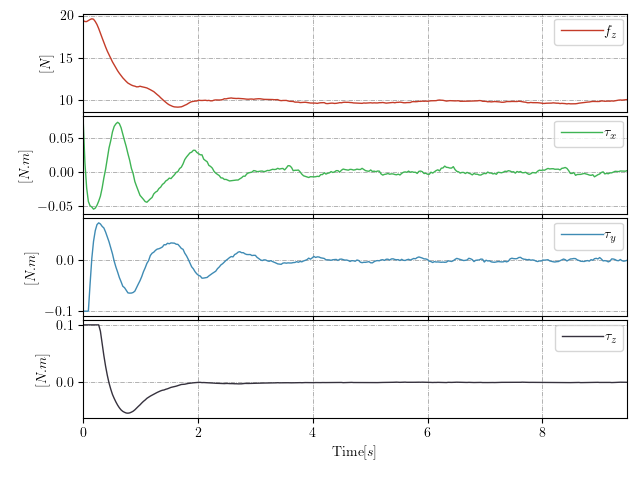 20
15
10
[N]
f_z
0.05
0.00
−0.05
[N.m]
τ_x
0.0
−0.1
[N.m]
τ_y
0.1
0.0
[N.m]
τ_z
0 2 4 6 8
Time[s]